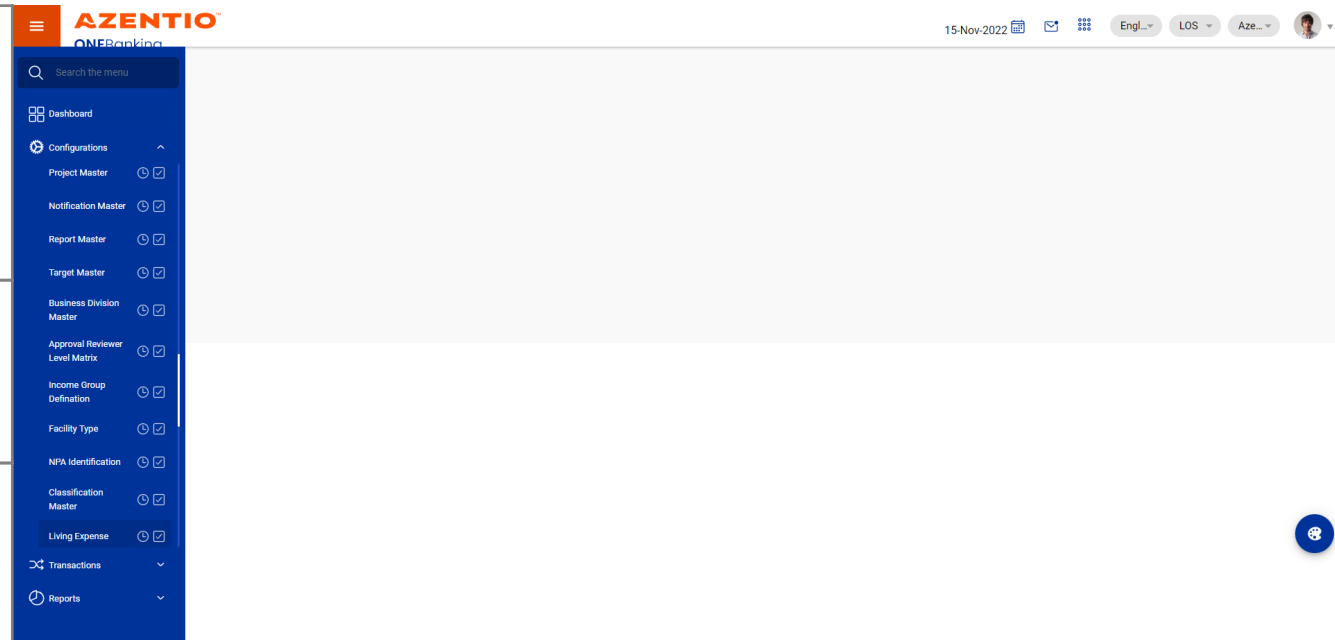 AZENTIO™
ONEBanking
15-Nov-2022
Engl...
LOS
Aze...
Search the menu
Dashboard
Configurations
Project Master
Notification Master
Report Master
Target Master
Business Division
Master
Approval Reviewer
Level Matrix
Income Group
Defination
Facility Type
NPA Identification
Classification
Master
Living Expense
Transactions
Reports